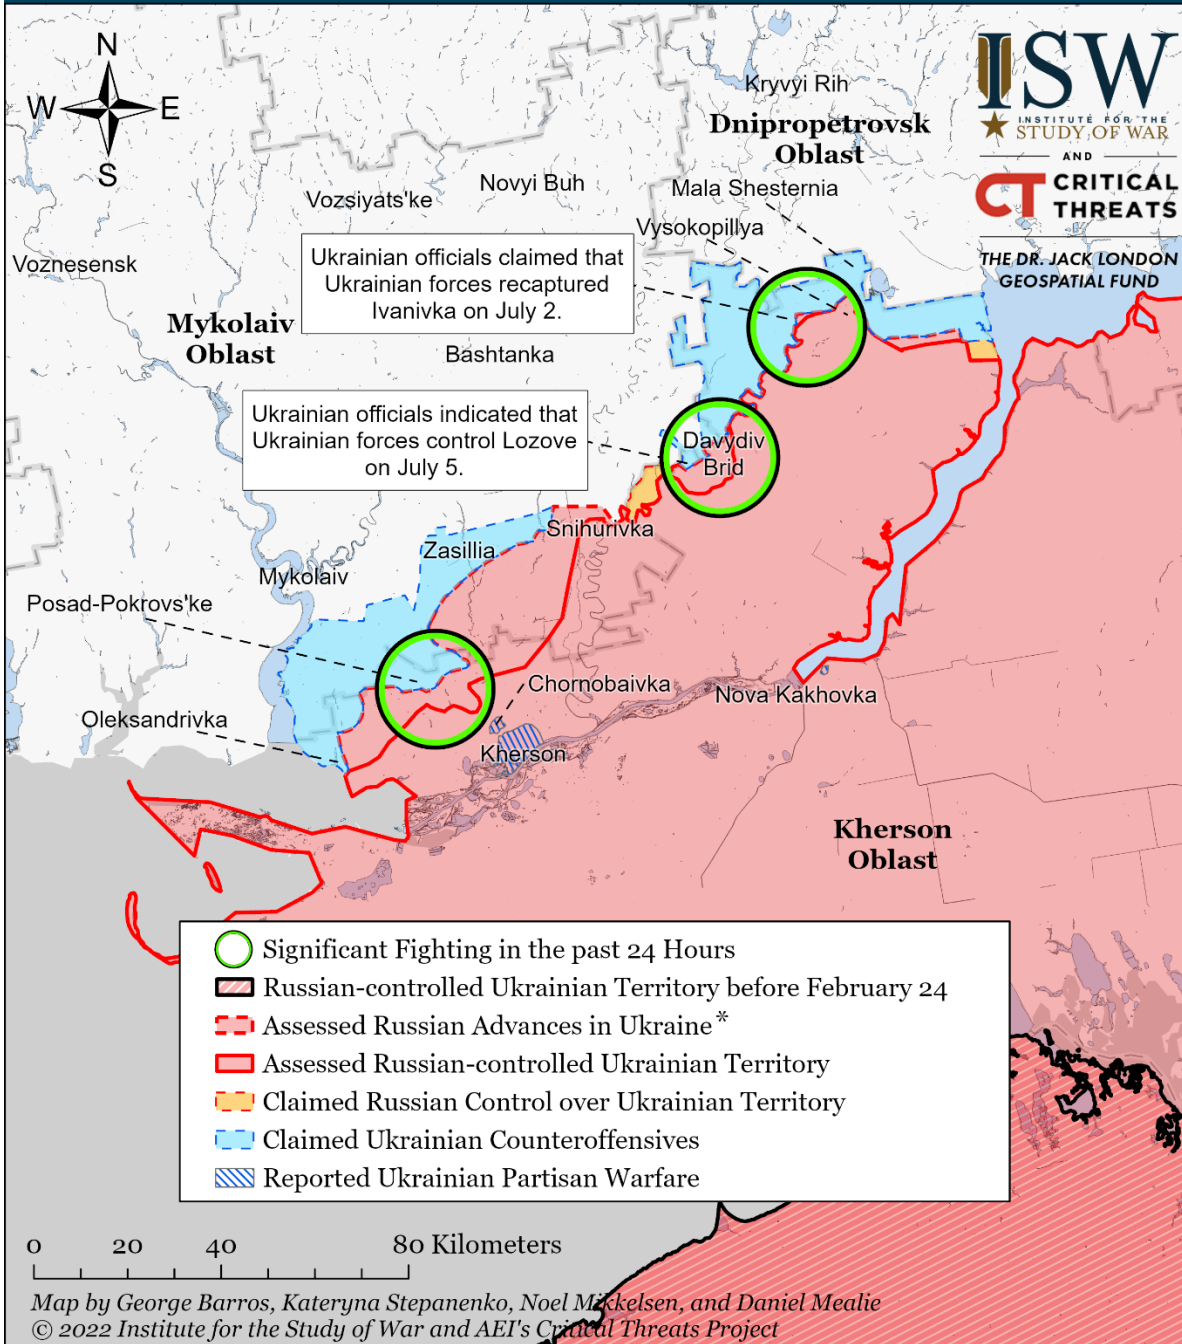 N
W
E
S
ISW
INSTITUTE FOR THE
STUDY OF WAR
AND
CT CRITICAL
THREATS
THE DR. JACK LONDON
GEOSPATIAL FUND
Kryvyi Rih
Dnipropetrovsk
Oblast
Mala Shesternia
Novyi Buh
Vozsiyats'ke
Vysokopillya
Voznesensk
Ukrainian officials claimed that
Ukrainian forces recaptured
Ivanivka on July 2.
Mykolaiv
Oblast
Bashtanka
Ukrainian officials indicated that
Ukrainian forces control Lozove
on July 5.
Davydiv
Brid
Snihurivka
Zasillia
Mykolaiv
Posad-Pokrovs'ke
Chornobaivka
Nova Kakhovka
Oleksandrivka
Kherson
Kherson
Oblast
Significant Fighting in the past 24 Hours
Russian-controlled Ukrainian Territory before February 24
Assessed Russian Advances in Ukraine*
Assessed Russian-controlled Ukrainian Territory
Claimed Russian Control over Ukrainian Territory
Claimed Ukrainian Counteroffensives
Reported Ukrainian Partisan Warfare
0 20 40 80 Kilometers
Map by George Barros, Kateryna Stepanenko, Noel Mikkelsen, and Daniel Mealie
© 2022 Institute for the Study of War and AEI's Critical Threats Project